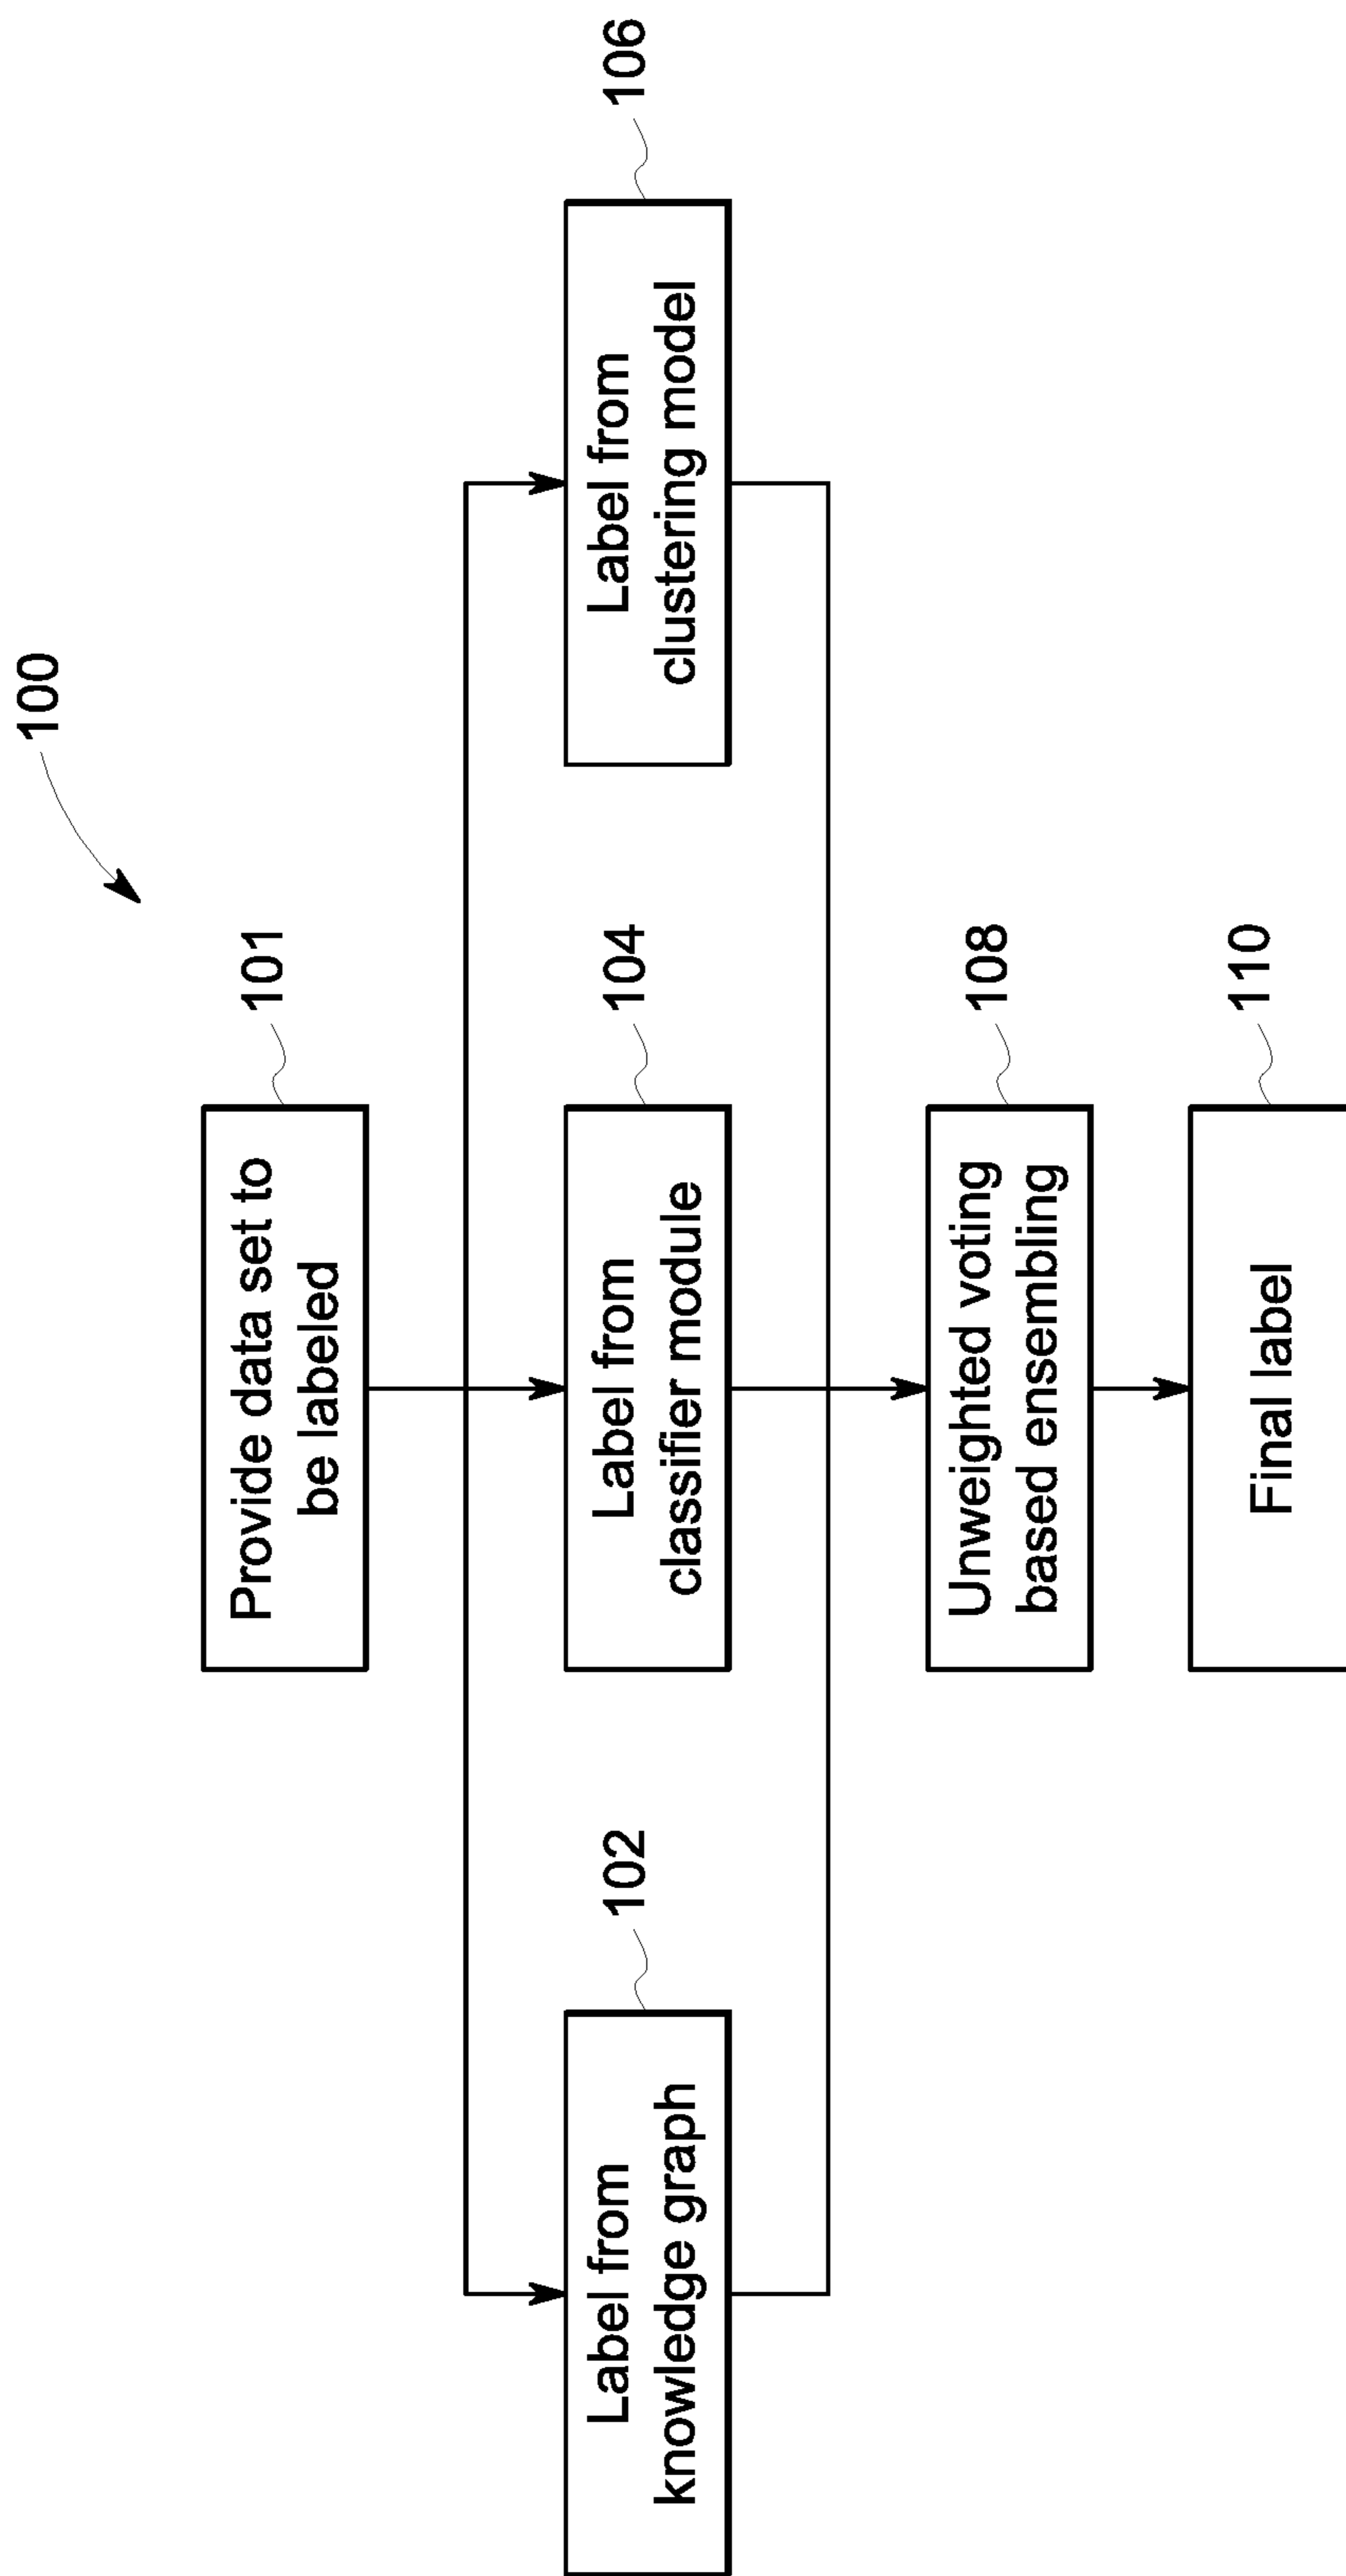 100
101
Provide data set to
be labeled
102
Label from
knowledge graph
104
Label from
classifier module
106
Label from
clustering model
108
Unweighted voting
based ensembling
110
Final label